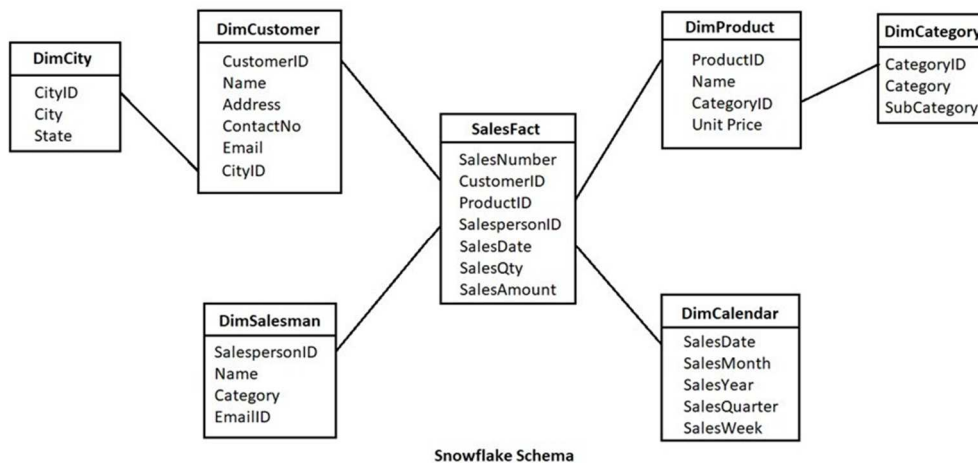 DimCity
CityID
City
State
DimCustomer
CustomerID
Name
Address
ContactNo
Email
CityID
SalesFact
SalesNumber
CustomerID
ProductID
SalespersonID
SalesDate
SalesQty
SalesAmount
DimProduct
ProductID
Name
CategoryID
Unit Price
DimCategory
CategoryID
Category
SubCategory
DimSalesman
SalespersonID
Name
Category
EmailID
DimCalendar
SalesDate
SalesMonth
SalesYear
SalesQuarter
SalesWeek
Snowflake Schema